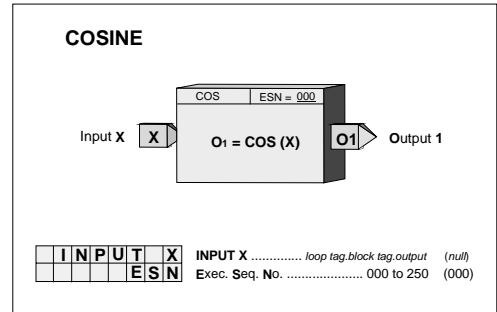 COSINE
COS ESN = 000
Input X X O1 = COS (X) O1 Output 1
INPUT X INPUT X .............. loop tag.block tag.output (null)
ESN Exec. Seq. No. ..................... 000 to 250 (000)